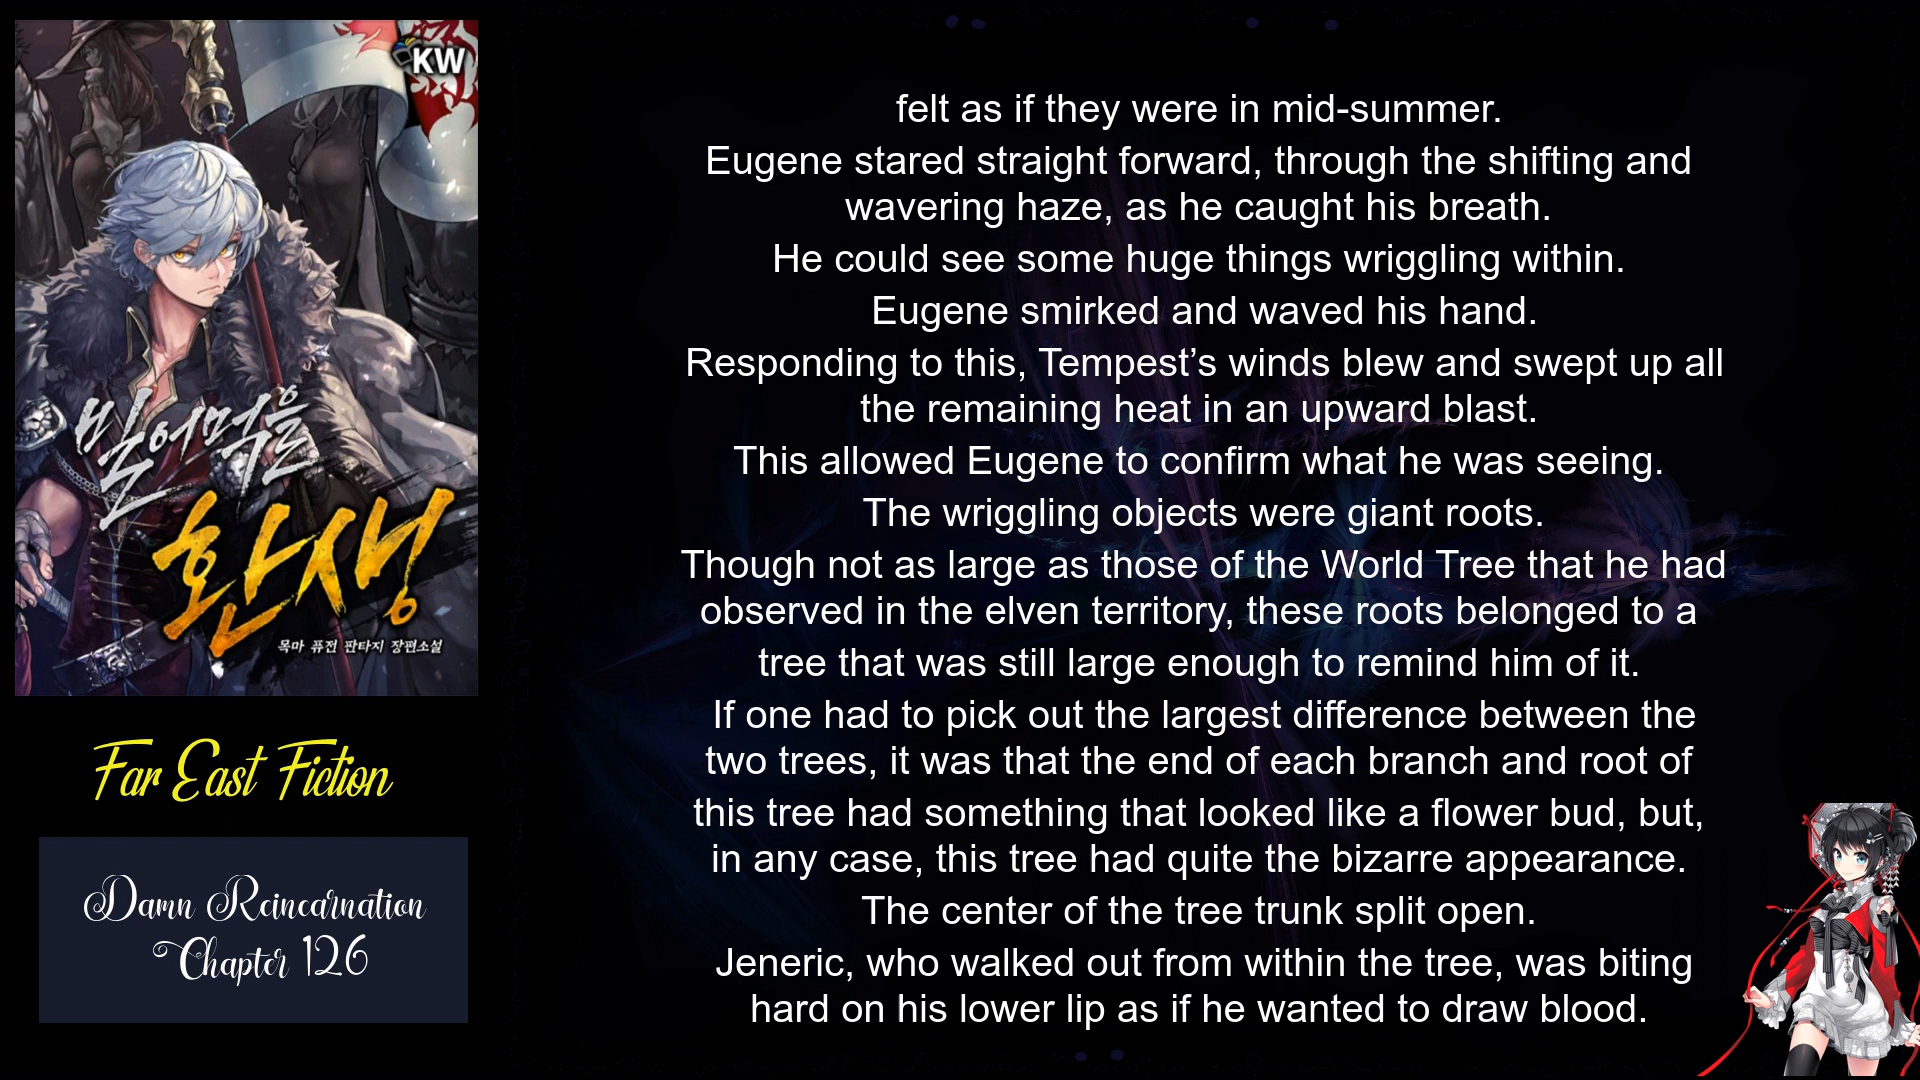 KW
빌어먹을
환생
목마 퓨전 판타지 장편소설
Far East Fiction
Damn Reincarnation
Chapter 126
felt as if they were in mid-summer.
Eugene stared straight forward, through the shifting and
wavering haze, as he caught his breath.
He could see some huge things wriggling within.
Eugene smirked and waved his hand.
Responding to this, Tempest’s winds blew and swept up all
the remaining heat in an upward blast.
This allowed Eugene to confirm what he was seeing.
The wriggling objects were giant roots.
Though not as large as those of the World Tree that he had
observed in the elven territory, these roots belonged to a
tree that was still large enough to remind him of it.
If one had to pick out the largest difference between the
two trees, it was that the end of each branch and root of
this tree had something that looked like a flower bud, but,
in any case, this tree had quite the bizarre appearance.
The center of the tree trunk split open.
Jeneric, who walked out from within the tree, was biting
hard on his lower lip as if he wanted to draw blood.